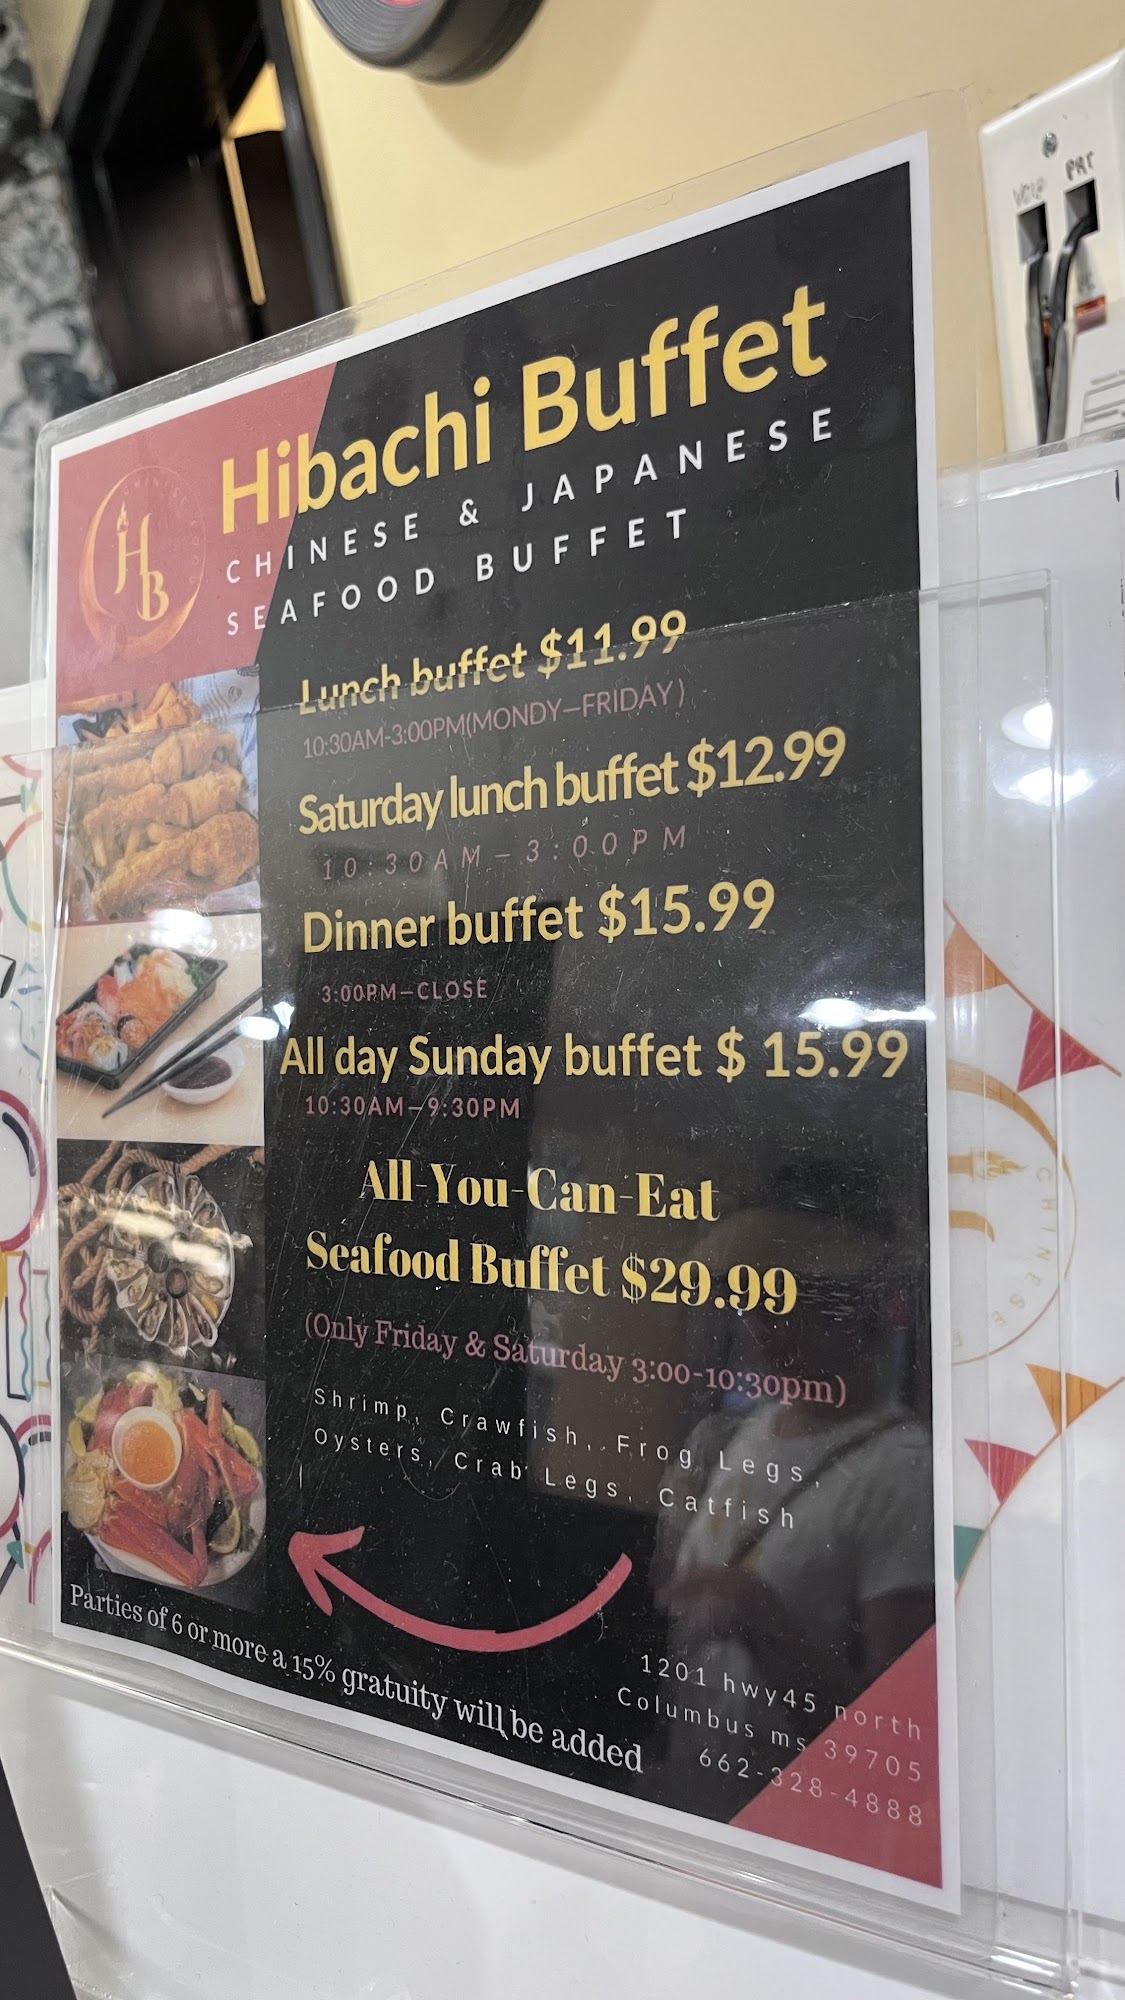 VOIP PRT
Hibachi Buffet
CHINESE & JAPANESE
SEAFOOD BUFFET
HB
Lunch buffet $11.99
10:30AM-3:00PM(MONDY—FRIDAY)
Saturday lunch buffet $12.99
10:30AM—3:00PM
Dinner buffet $15.99
3:00PM—CLOSE
All day Sunday buffet $ 15.99
10:30AM—9:30PM
All-You-Can-Eat
Seafood Buffet $29.99
(Only Friday & Saturday 3:00-10:30pm)
Shrimp, Crawfish, Frog Legs,
Oysters, Crab Legs, Catfish
Parties of 6 or more a 15% gratuity will be added
1201 hwy45 north
Columbus ms 39705
662-328-4888
CHINESE